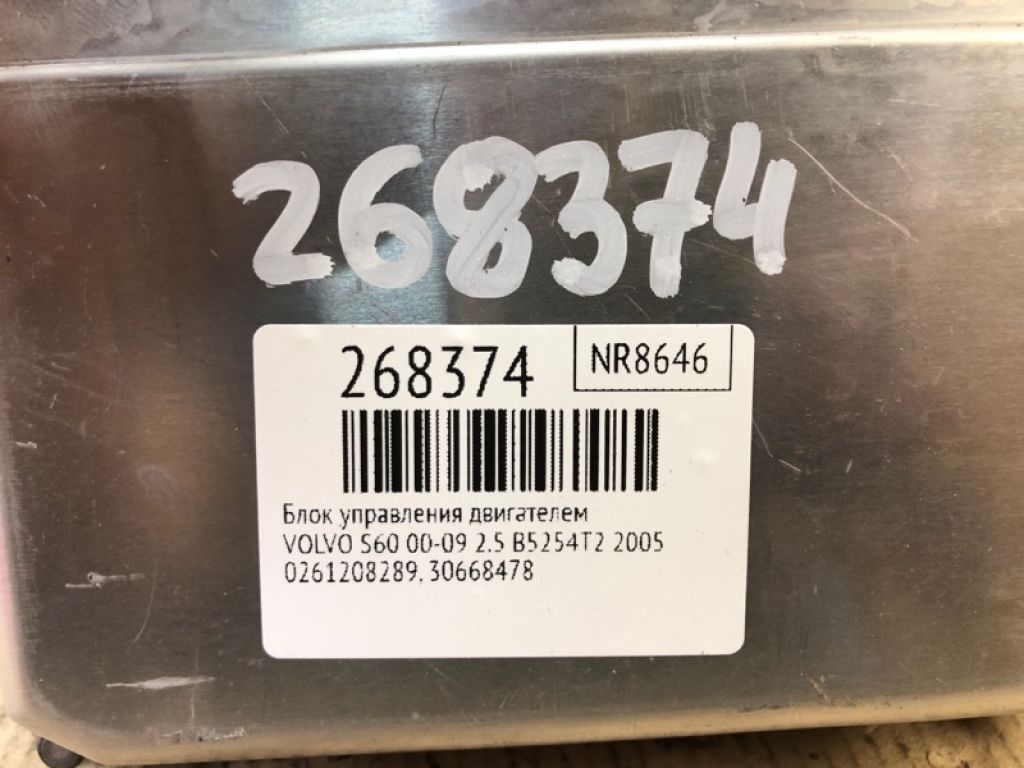 268374
268374
NR8646
Блок управления двигателем
VOLVO S60 00-09 2.5 B5254T2 2005
0261208289, 30668478